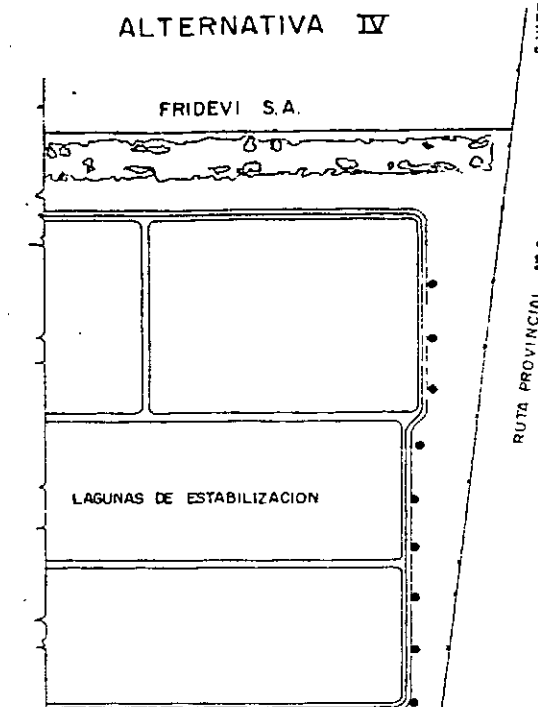 ALTERNATIVA IV
FRIDEVI S.A.
RUTA PROVINCIAL
LAGUNAS DE ESTABILIZACION